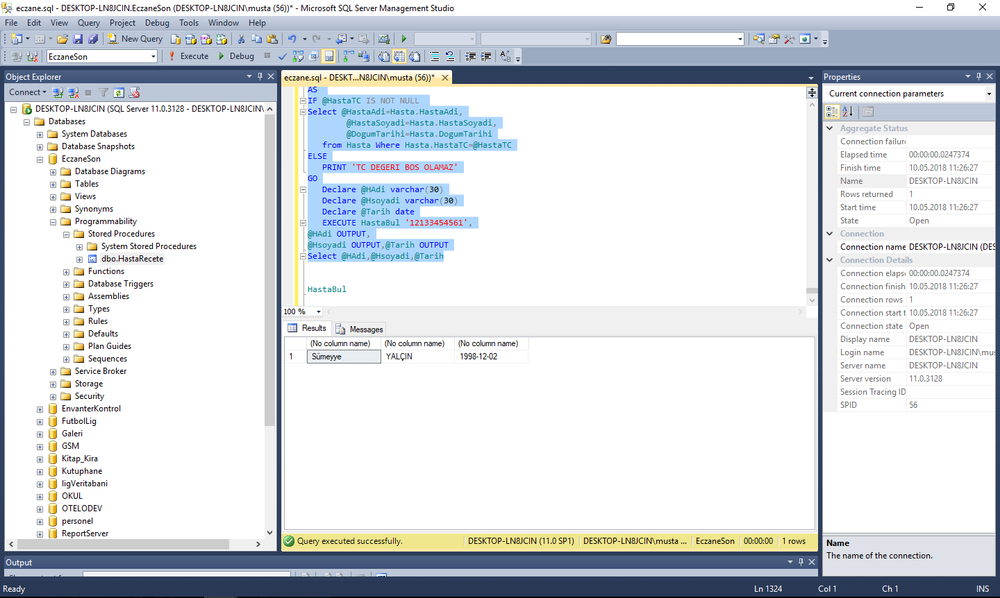 eczane.sql - DESKTOP-LN8JCIN.EczaneSon (DESKTOP-LN8JCIN\musta (56))* - Microsoft SQL Server Management Studio
File Edit View Query Project Debug Tools Window Help
New Query
EczaneSon Execute Debug
Object Explorer
Connect
DESKTOP-LN8JCIN (SQL Server 11.0.3128 - DESKTOP-LN8JCIN\
Databases
System Databases
Database Snapshots
EczaneSon
Database Diagrams
Tables
Views
Synonyms
Programmability
Stored Procedures
System Stored Procedures
dbo.HastaRecete
Functions
Database Triggers
Assemblies
Types
Rules
Defaults
Plan Guides
Sequences
Service Broker
Storage
Security
EnvanterKontrol
FutbolLig
Galeri
GSM
Kitap_Kira
Kutuphane
ligVeritabani
OKUL
OTELODEV
personel
ReportServer
eczane.sql - DESKT...N8JCIN\musta (56))*
AS
IF @HastaTC IS NOT NULL
Select @HastaAdi=Hasta.HastaAdi,
@HastaSoyadi=Hasta.HastaSoyadi,
@DogumTarihi=Hasta.DogumTarihi
from Hasta Where Hasta.HastaTC=@HastaTC
ELSE
PRINT 'TC DEGERI BOS OLAMAZ'
GO
Declare @HAdi varchar(30)
Declare @Hsoyadi varchar(30)
Declare @Tarih date
EXECUTE HastaBul '12133454561',
@HAdi OUTPUT,
@Hsoyadi OUTPUT,@Tarih OUTPUT
Select @HAdi,@Hsoyadi,@Tarih
HastaBul
100 %
Results Messages
(No column name) (No column name) (No column name)
1 Sümeyye YALÇIN 1998-12-02
Query executed successfully. DESKTOP-LN8JCIN (11.0 SP1) DESKTOP-LN8JCIN\musta ... EczaneSon 00:00:00 1 rows
Properties
Current connection parameters
Aggregate Status
Connection failure
Elapsed time 00:00:00.0247374
Finish time 10.05.2018 11:26:27
Name DESKTOP-LN8JCIN
Rows returned 1
Start time 10.05.2018 11:26:27
State Open
Connection
Connection name DESKTOP-LN8JCIN (DES
Connection Details
Connection elaps 00:00:00.0247374
Connection finish 10.05.2018 11:26:27
Connection rows 1
Connection start t 10.05.2018 11:26:27
Connection state Open
Display name DESKTOP-LN8JCIN
Login name DESKTOP-LN8JCIN\mus
Server name DESKTOP-LN8JCIN
Server version 11.0.3128
Session Tracing ID
SPID 56
Name
The name of the connection.
Output
Ready Ln 1324 Col 1 Ch 1 INS